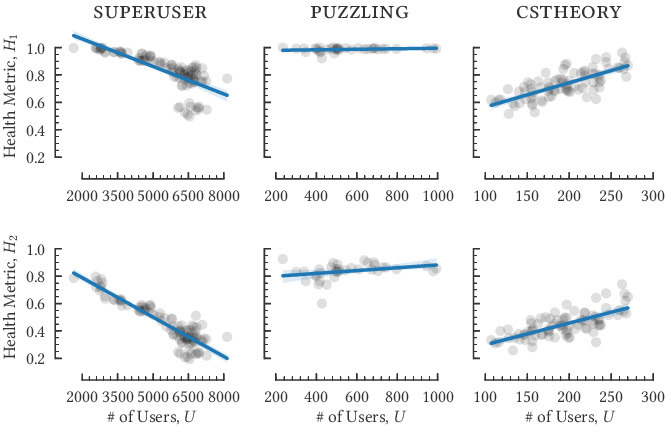 SUPERUSER PUZZLING CSTHEORY
Health Metric, H1
1.0
0.8
0.6
0.4
0.2
2000 3500 5000 6500 8000
200 400 600 800 1000
100 150 200 250 300
Health Metric, H2
1.0
0.8
0.6
0.4
0.2
2000 3500 5000 6500 8000
200 400 600 800 1000
100 150 200 250 300
# of Users, U # of Users, U # of Users, U